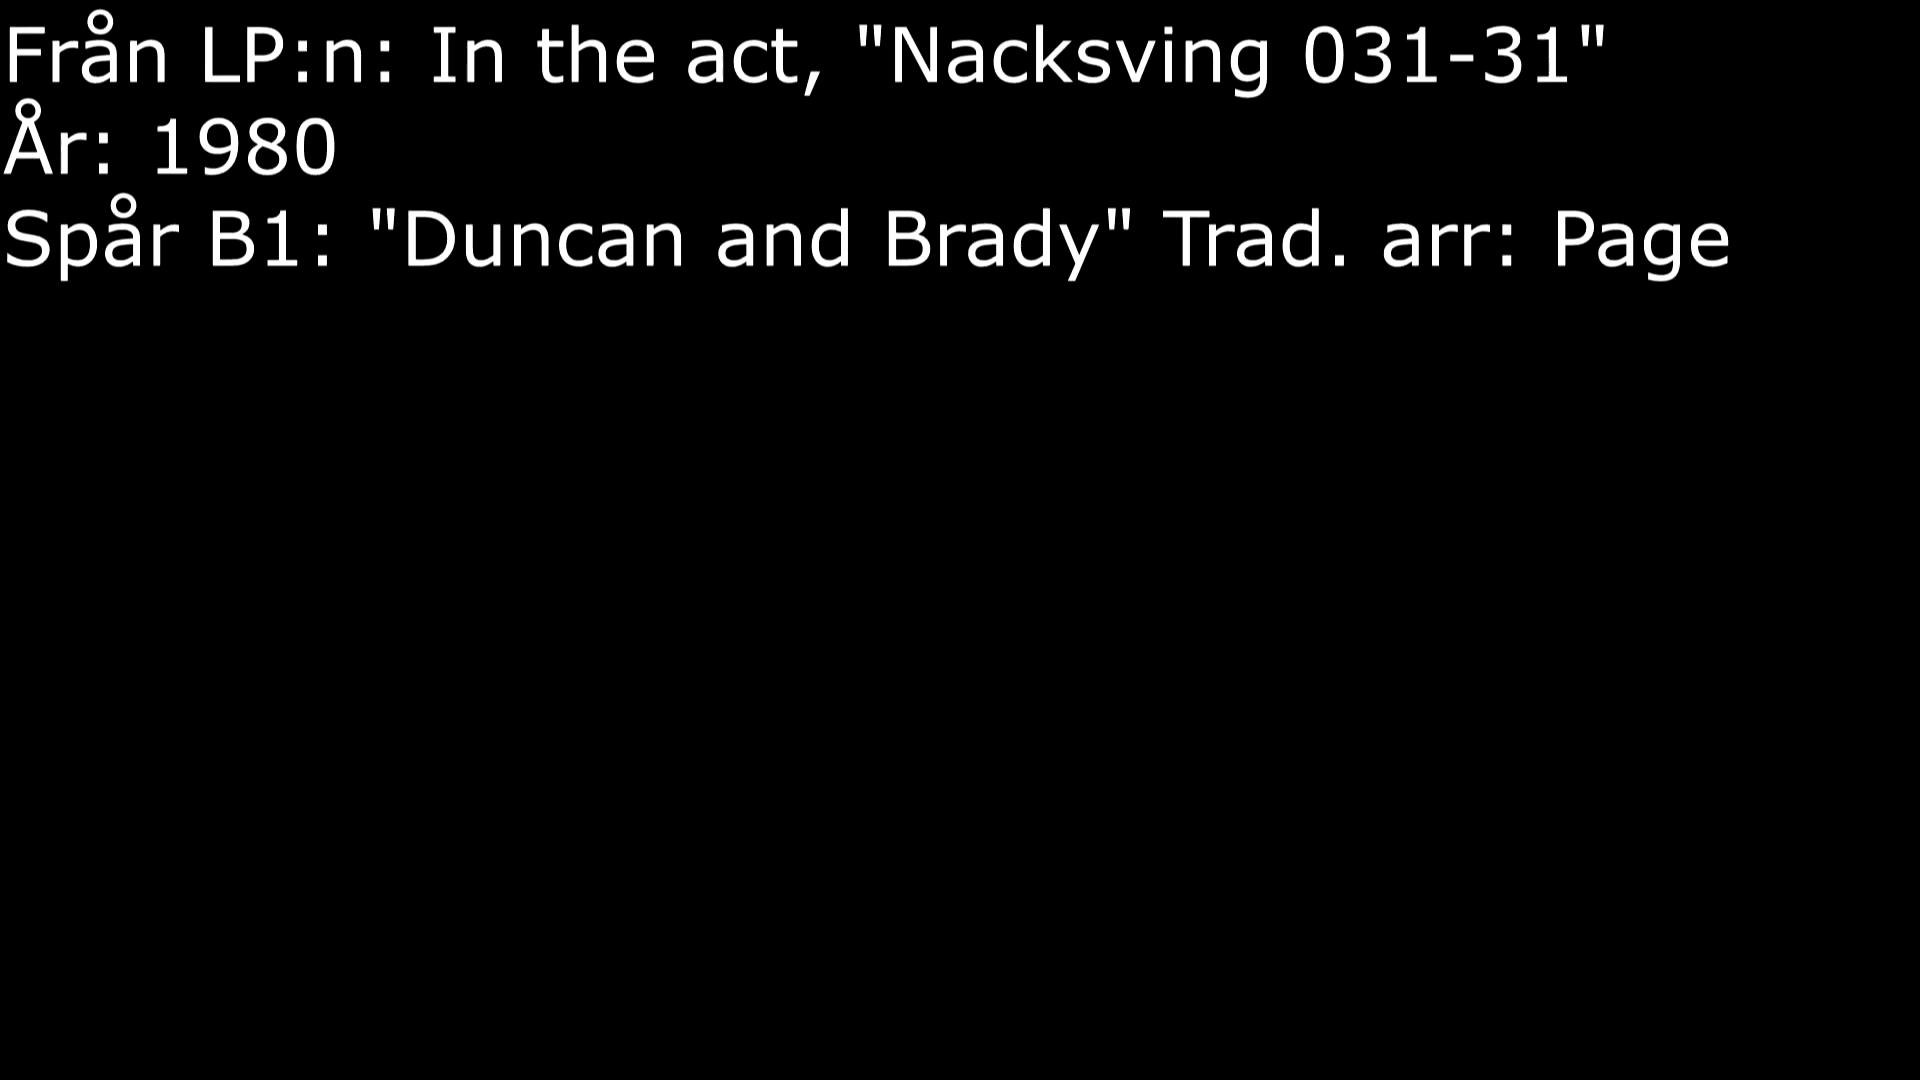 Från LP:n: In the act, "Nacksving 031-31"
År: 1980
Spår B1: "Duncan and Brady" Trad. arr: Page